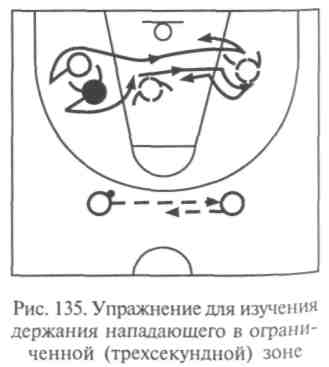 Рис. 135. Упражнение для изучения
держания нападающего в ограни-
ченной (трехсекундной) зоне